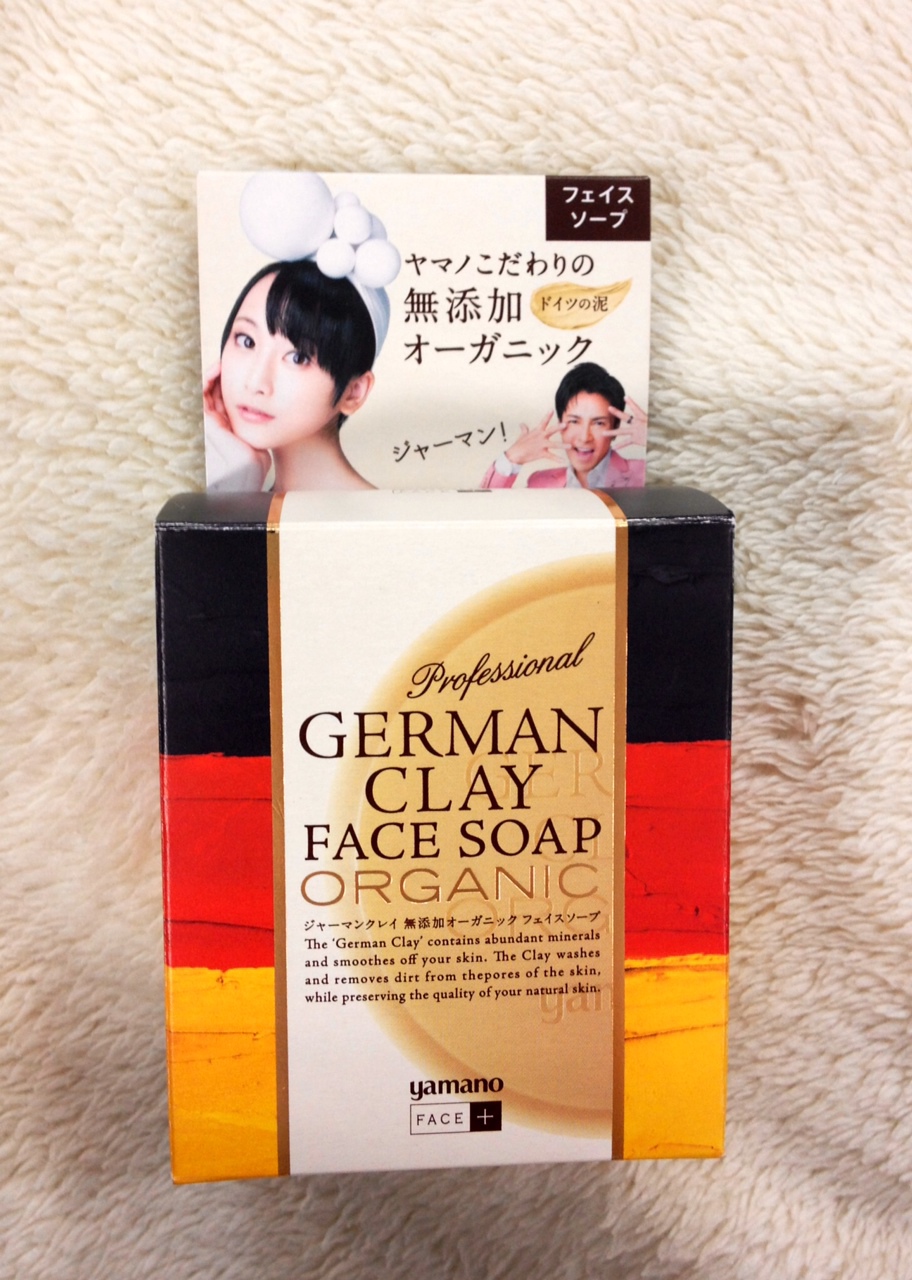 フェイス
ソープ
ヤマノこだわりの
無添加
ドイツの泥
オーガニック
ジャーマン!
Professional
GERMAN
CLAY
FACE SOAP
ORGANIC
ジャーマンクレイ 無添加オーガニック フェイスソープ
The 'German Clay' contains abundant minerals
and smoothes off your skin. The Clay washes
and removes dirt from thepores of the skin,
while preserving the quality of your natural skin.
yamano
FACE +